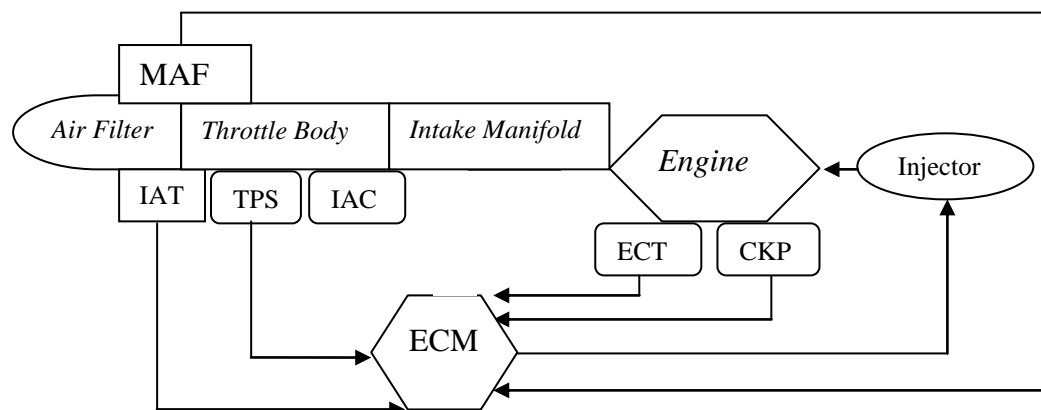 MAF
Air Filter
Throttle Body
Intake Manifold
Engine
Injector
IAT
TPS
IAC
ECT
CKP
ECM